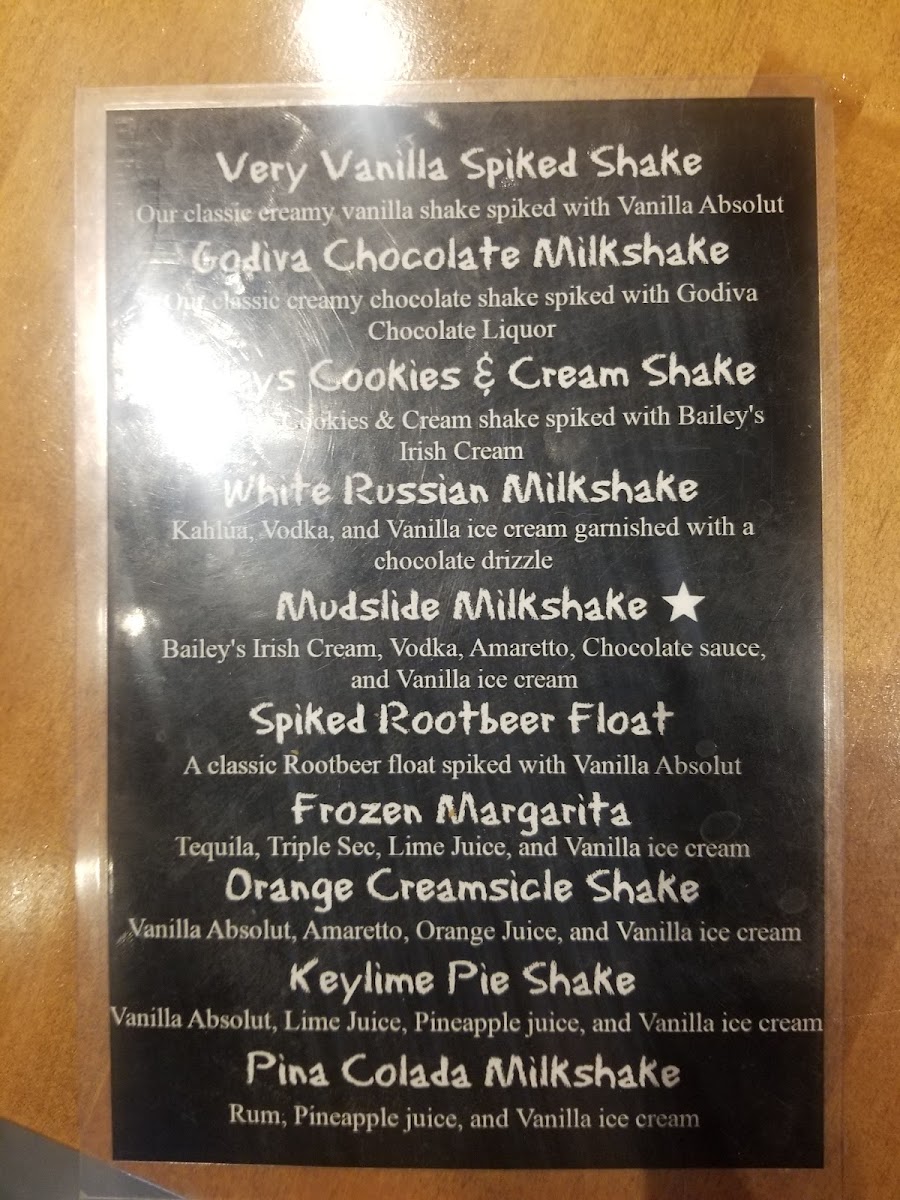 Very Vanilla Spiked Shake
Our classic creamy vanilla shake spiked with Vanilla Absolut
Godiva Chocolate Milkshake
Our classic creamy chocolate shake spiked with Godiva
Chocolate Liquor
Cookies & Cream Shake
Cookies & Cream shake spiked with Bailey's
Irish Cream
White Russian Milkshake
Kahlúa, Vodka, and Vanilla ice cream garnished with a
chocolate drizzle
Mudslide Milkshake ★
Bailey's Irish Cream, Vodka, Amaretto, Chocolate sauce,
and Vanilla ice cream
Spiked Rootbeer Float
A classic Rootbeer float spiked with Vanilla Absolut
Frozen Margarita
Tequila, Triple Sec, Lime Juice, and Vanilla ice cream
Orange Creamsicle Shake
Vanilla Absolut, Amaretto, Orange Juice, and Vanilla ice cream
Keylime Pie Shake
Vanilla Absolut, Lime Juice, Pineapple juice, and Vanilla ice cream
Pina Colada Milkshake
Rum, Pineapple juice, and Vanilla ice cream